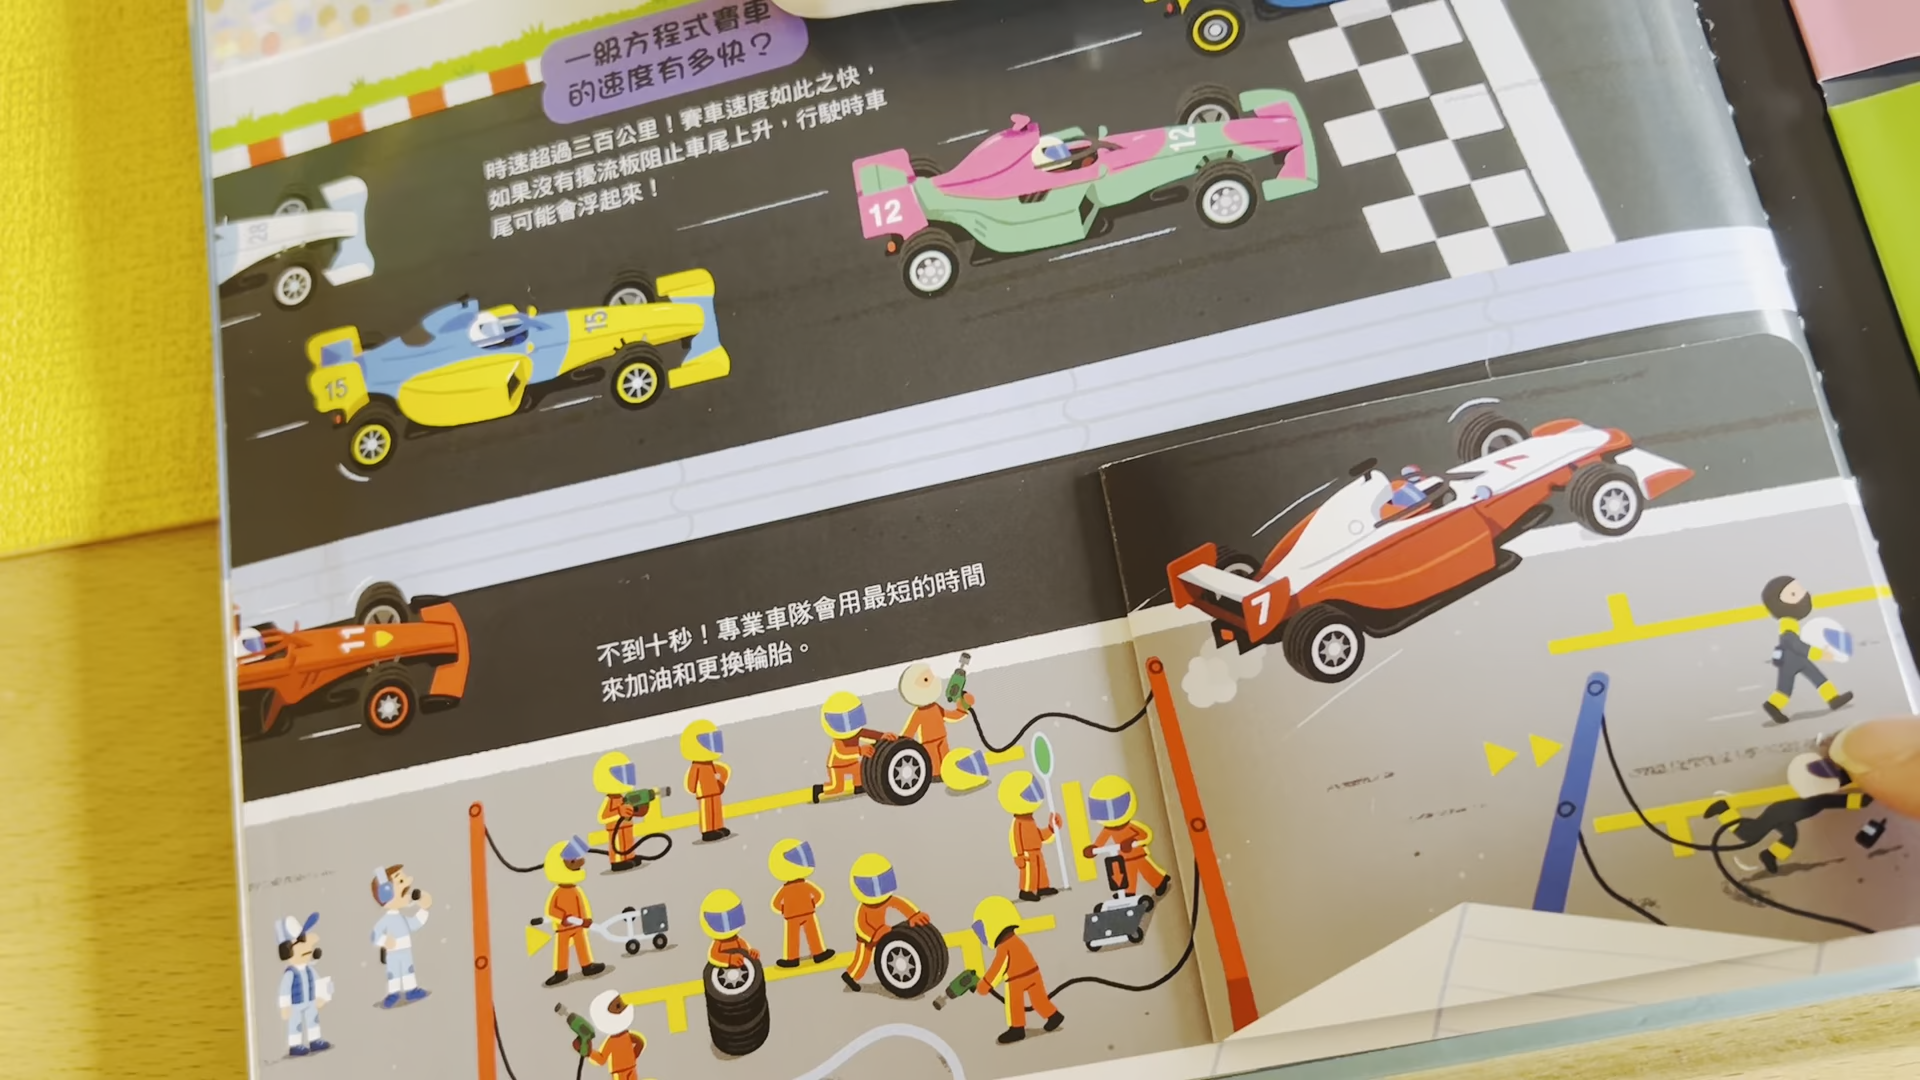 一級方程式賽車
的速度有多快？
時速超過三百公里！賽車速度如此之快，
如果沒有擾流板阻止車尾上升，行駛時車
尾可能會浮起來！
28
12
12
15
15
11
7
7
不到十秒！專業車隊會用最短的時間
來加油和更換輪胎。